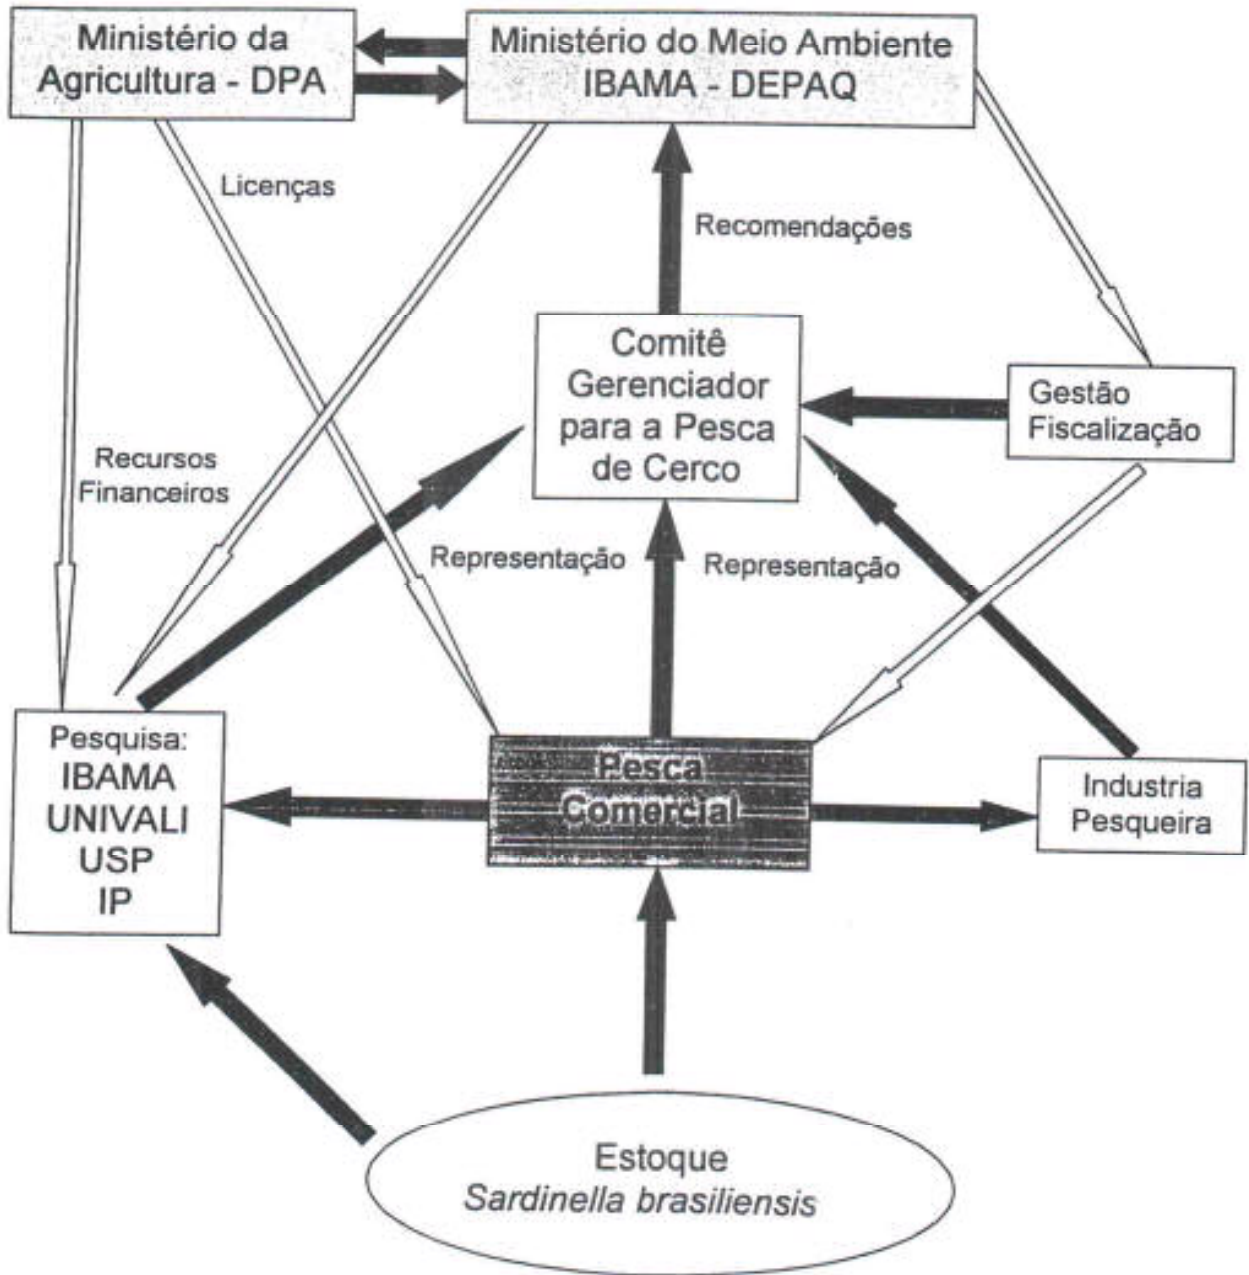 Ministério da
Agricultura - DPA
Ministério do Meio Ambiente
IBAMA - DEPAQ
Licenças
Recomendações
Comitê
Gerenciador
para a Pesca
de Cerco
Gestão
Fiscalização
Recursos
Financeiros
Representação
Representação
Pesquisa:
IBAMA
UNIVALI
USP
IP
Pesca
Comercial
Industria
Pesqueira
Estoque
Sardinella brasiliensis